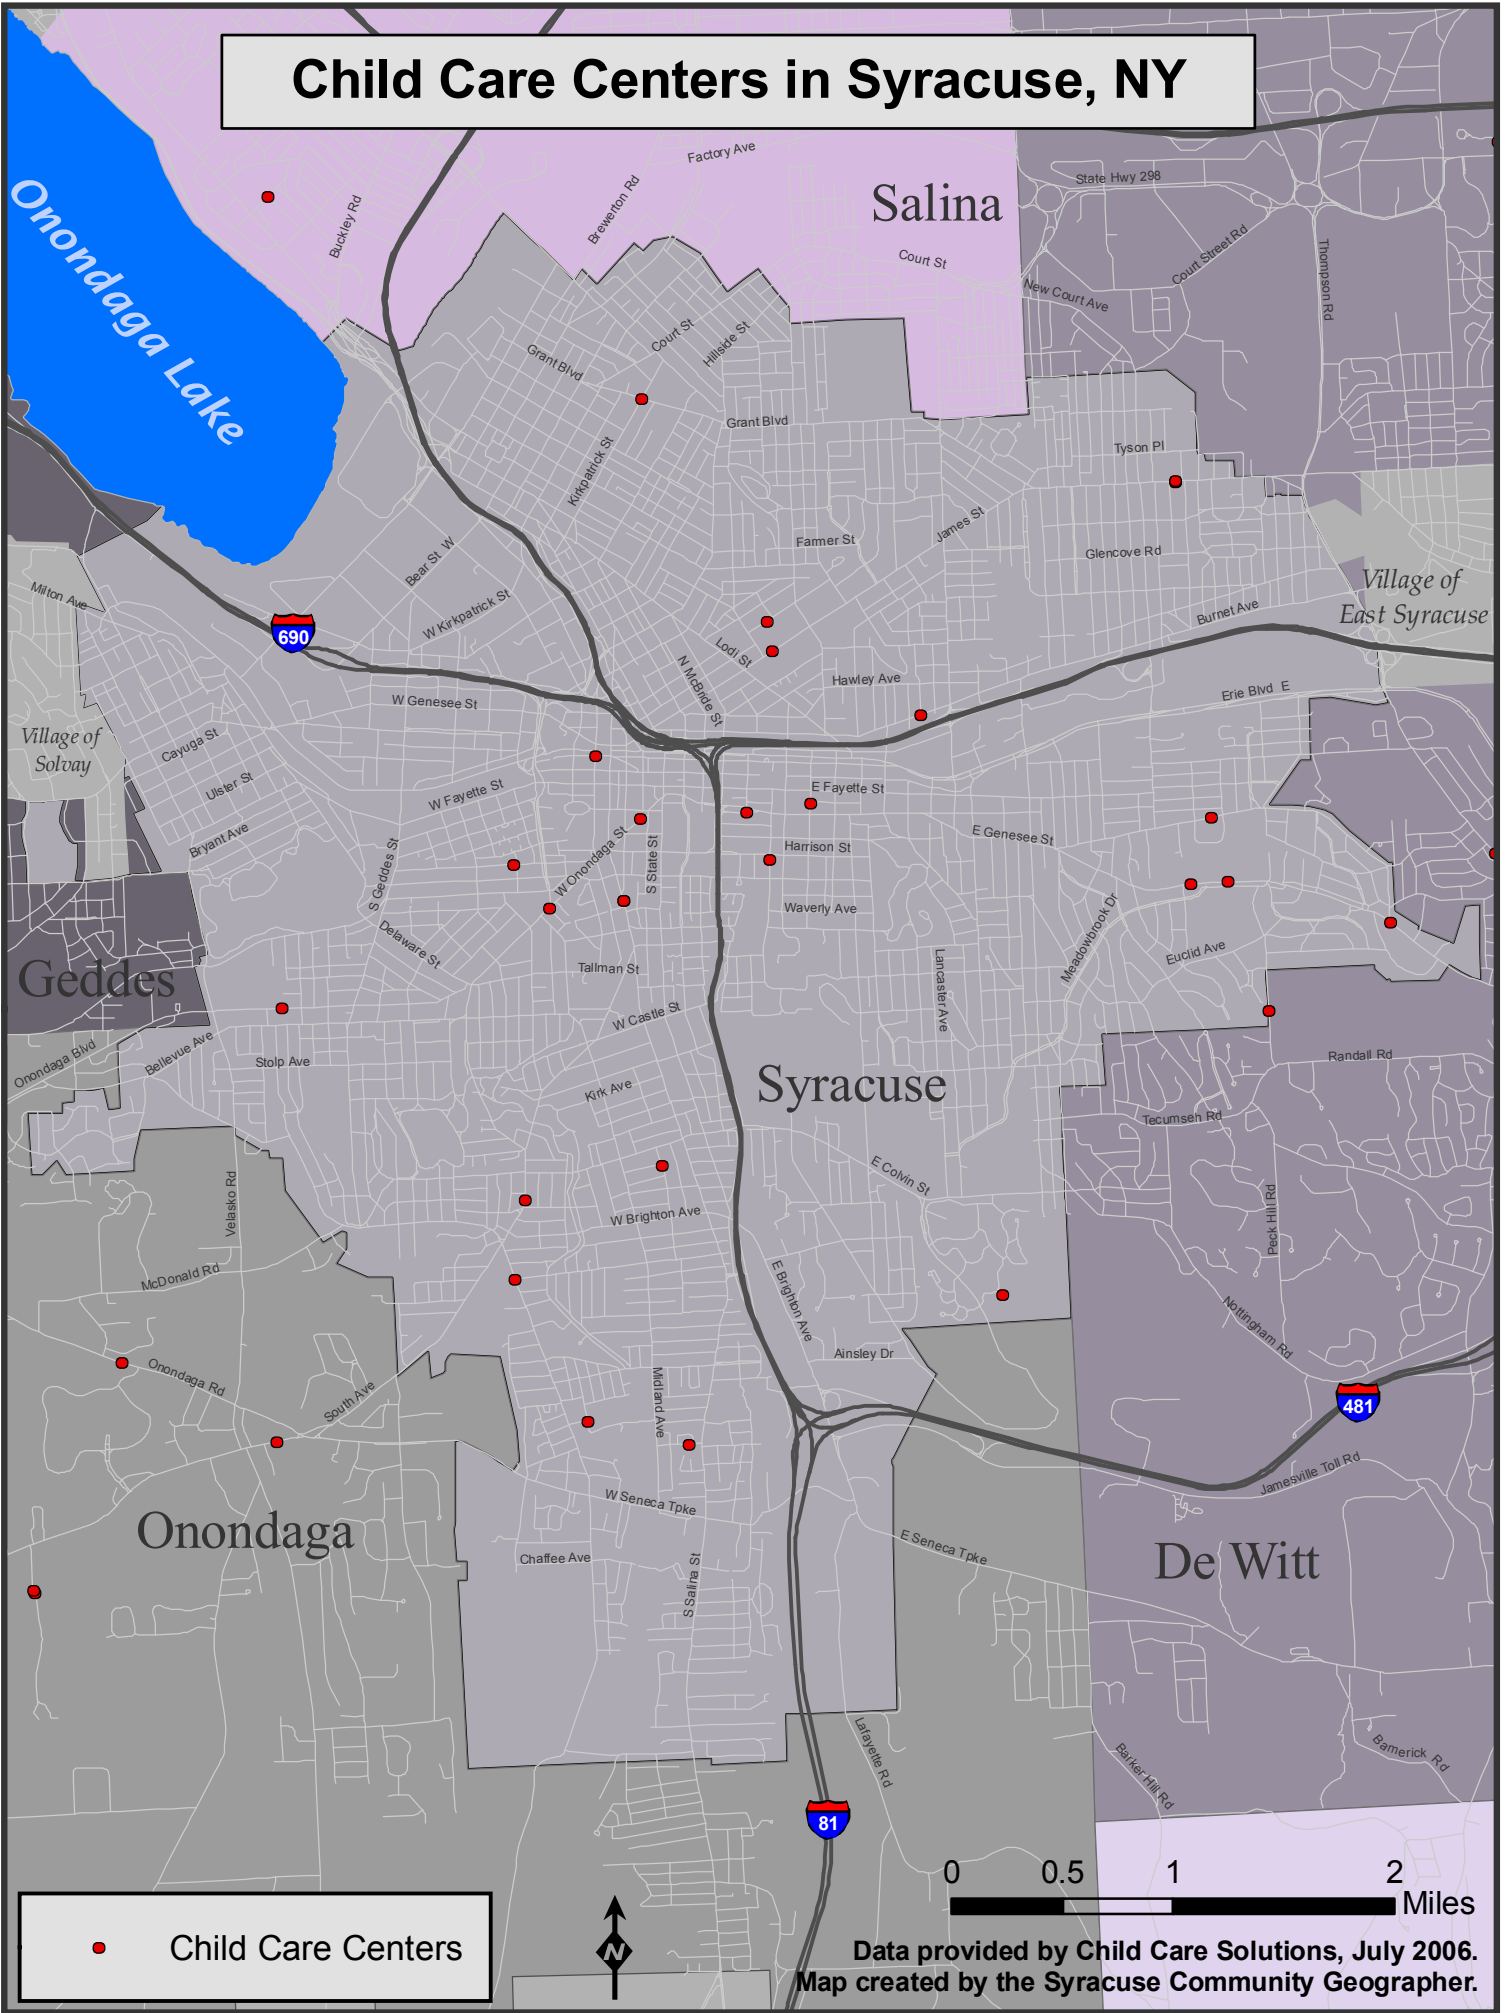 Child Care Centers in Syracuse, NY
Factory Ave
State Hwy 298
Brewerton Rd
Buckley Rd
Salina
Court St
Court Street Rd
Thompson Rd
New Court Ave
Onondaga Lake
Court St
Hillside St
Grant Blvd
Grant Blvd
Kirkpatrick St
Tyson Pl
James St
Farmer St
Glencove Rd
Bear St W
Village of
East Syracuse
Milton Ave
W Kirkpatrick St
Burnet Ave
690
Lodi St
N McBride St
Hawley Ave
Erie Blvd E
W Genesee St
Village of
Solvay
Cayuga St
Ulster St
W Fayette St
E Fayette St
E Genesee St
Bryant Ave
Harrison St
S Geddes St
W Onondaga St
S State St
Waverly Ave
Meadowbrook Dr
Delaware St
Euclid Ave
Lancaster Ave
Tallman St
Geddes
W Castle St
Onondaga Blvd
Bellevue Ave
Stolp Ave
Randall Rd
Kirk Ave
Syracuse
Tecumseh Rd
E Colvin St
Velasko Rd
W Brighton Ave
Peck Hill Rd
McDonald Rd
E Brighton Ave
Nottingham Rd
Ainsley Dr
Onondaga Rd
South Ave
Midland Ave
481
Jamesville Toll Rd
W Seneca Tpke
Onondaga
E Seneca Tpke
Chaffee Ave
S Salina St
De Witt
Lafayette Rd
Barker Hill Rd
Bamerick Rd
81
0 0.5 1 2
Miles
Child Care Centers
N
Data provided by Child Care Solutions, July 2006.
Map created by the Syracuse Community Geographer.